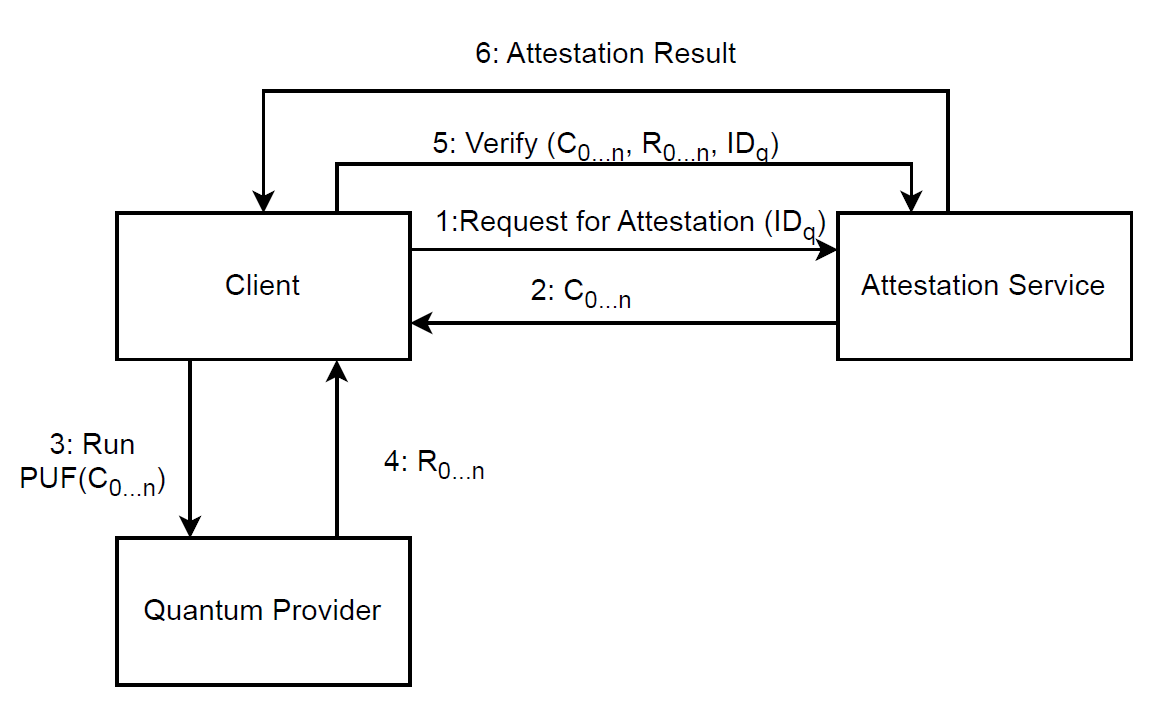 6: Attestation Result
5: Verify (C0...n, R0...n, IDq)
1:Request for Attestation (IDq)
Client
2: C0...n
Attestation Service
3: Run
PUF(C0...n)
4: R0...n
Quantum Provider